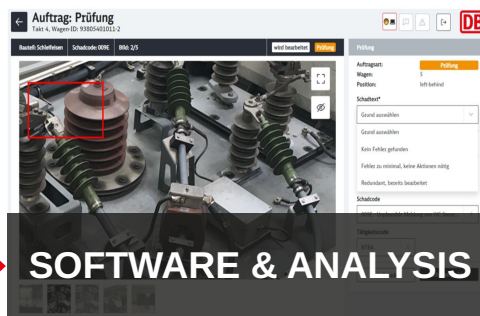 Auftrag: Prüfung
Takt 4, Wagen-ID: 93805401011-2
DB
Bauteil: Schleifleisen Schadcode: 009E Bild: 2/5 wird bearbeitet Prüfung
Prüfung
Auftragsart: Prüfung
Wagen: 5
Position: left-behind
Schadtext*
Grund auswählen
Grund auswählen
Kein Fehler gefunden
Fehler zu minimal, keine Aktionen nötig
Redundant, bereits bearbeitet
Schadcode
Tätigkeitscode
SOFTWARE & ANALYSIS